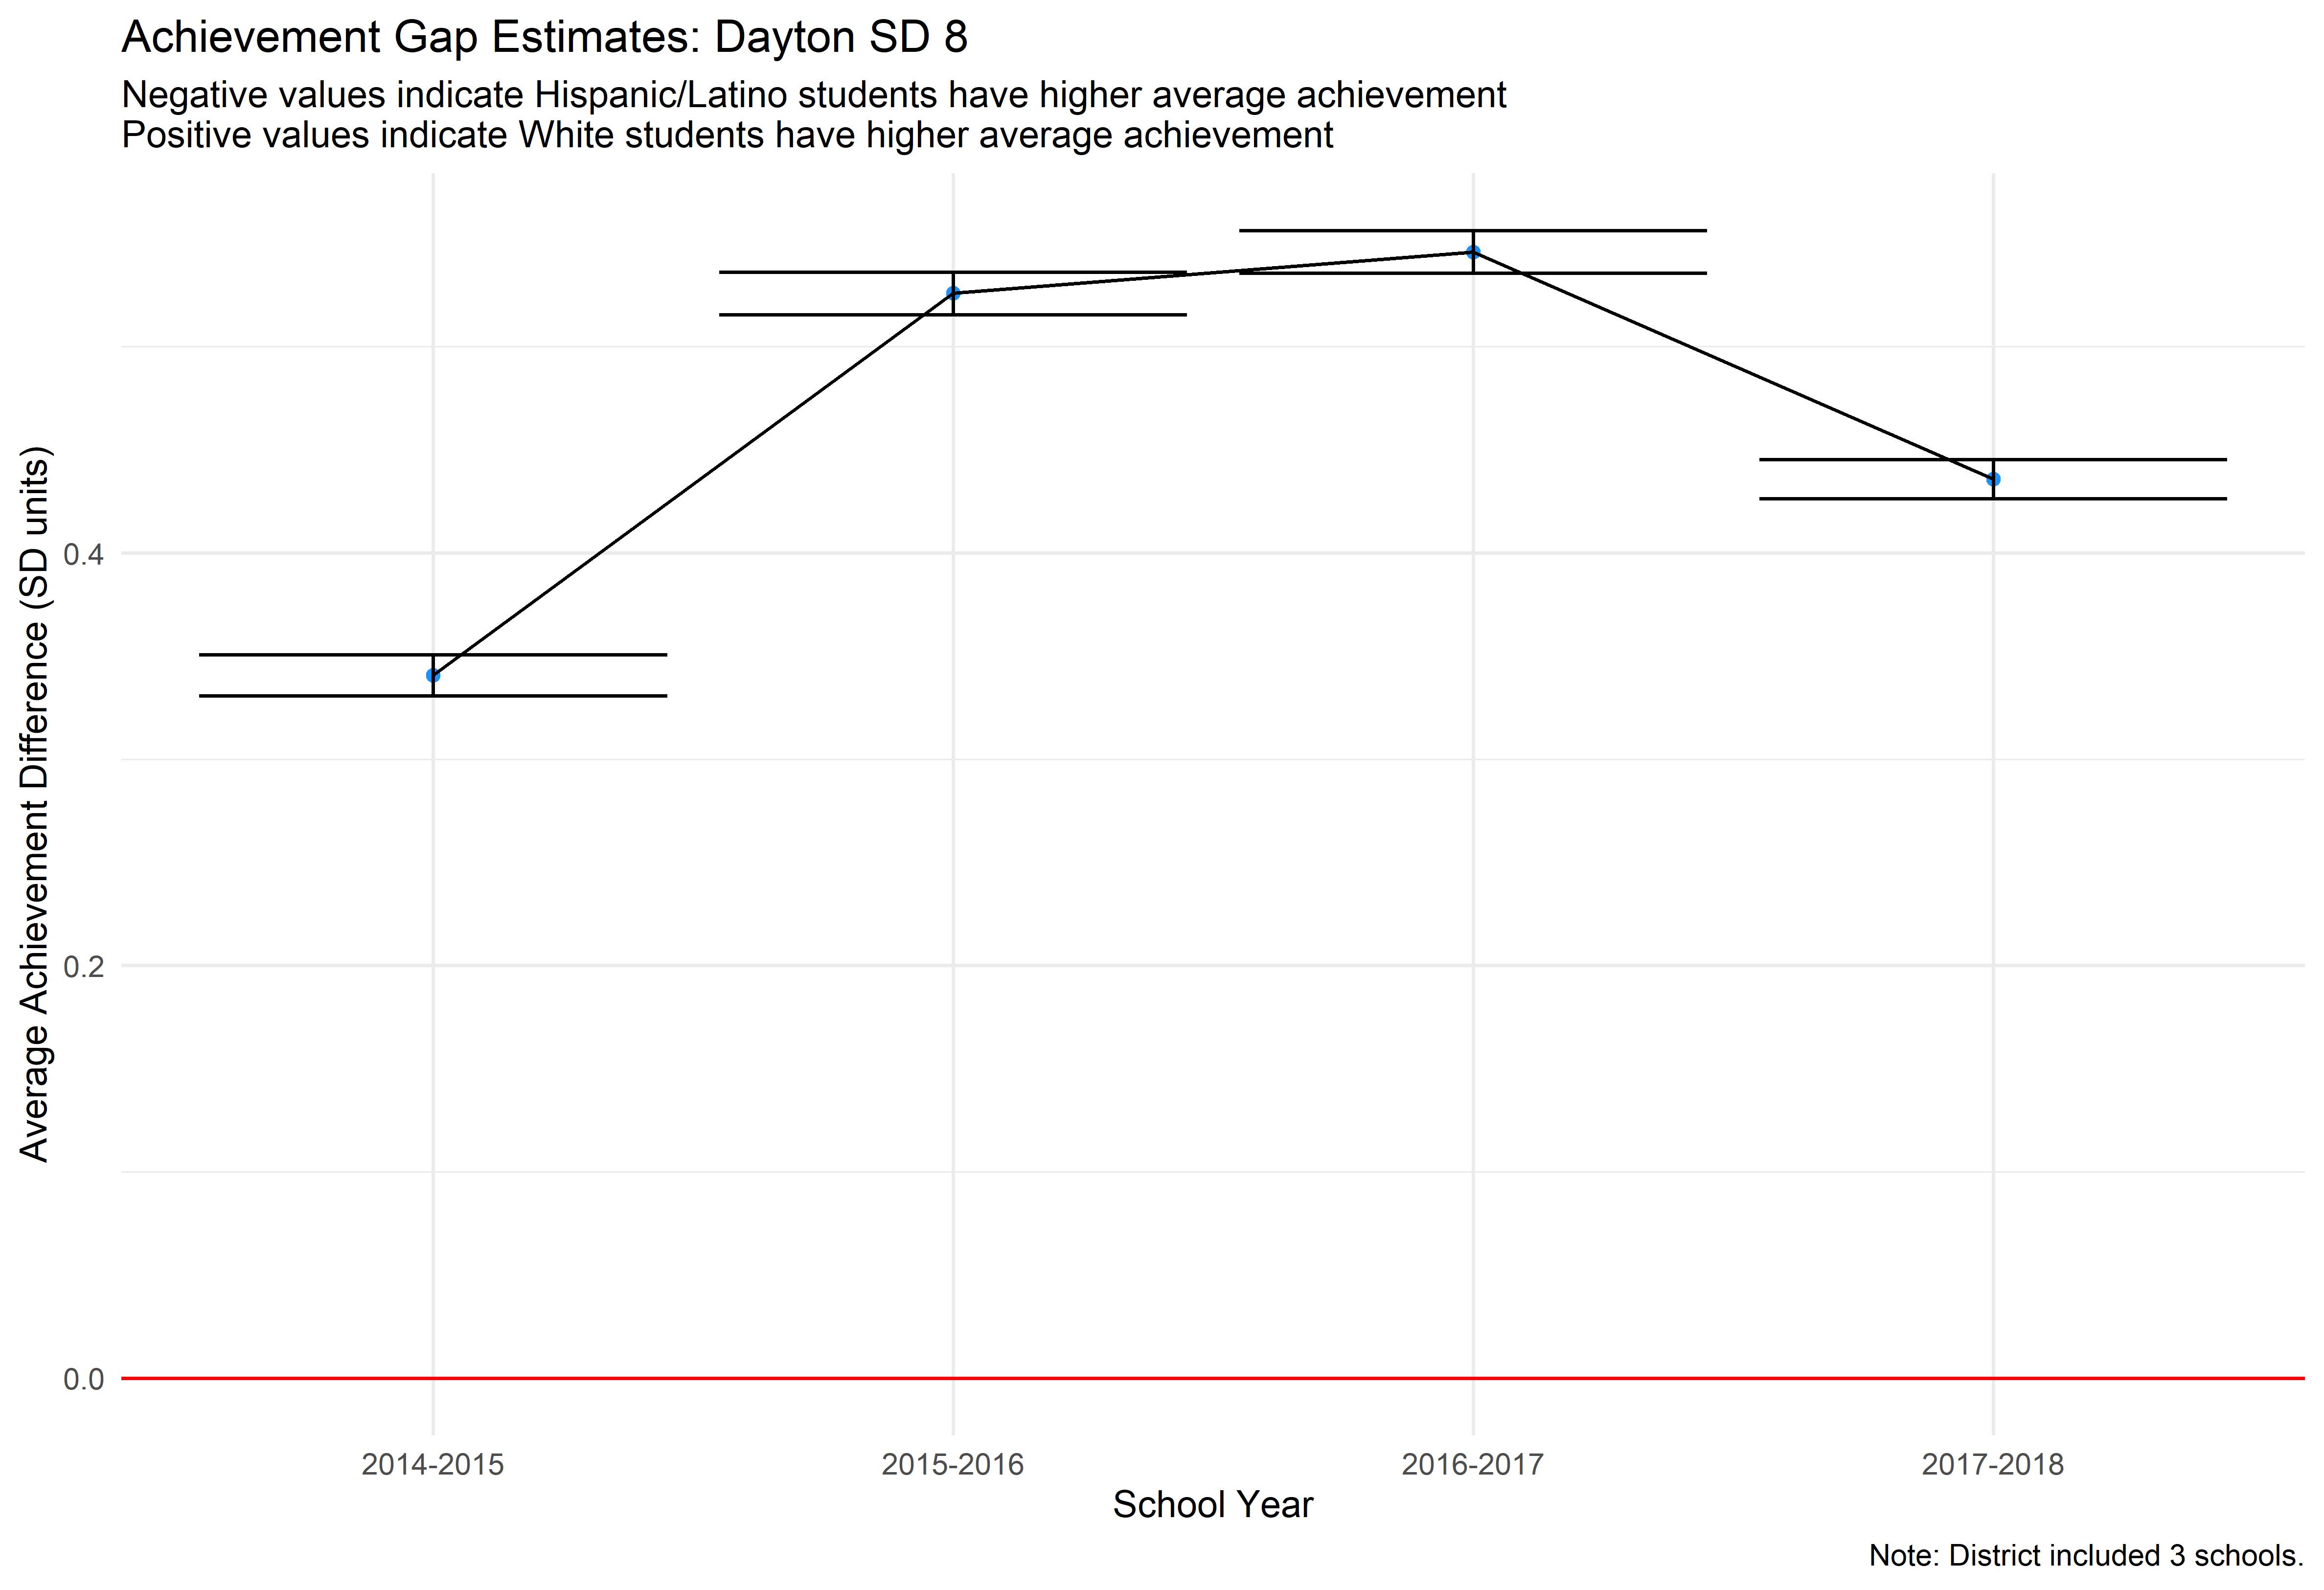 Achievement Gap Estimates: Dayton SD 8
Negative values indicate Hispanic/Latino students have higher average achievement
Positive values indicate White students have higher average achievement
Average Achievement Difference (SD units)
0.4
0.2
0.0
2014-2015
2015-2016
2016-2017
2017-2018
School Year
Note: District included 3 schools.